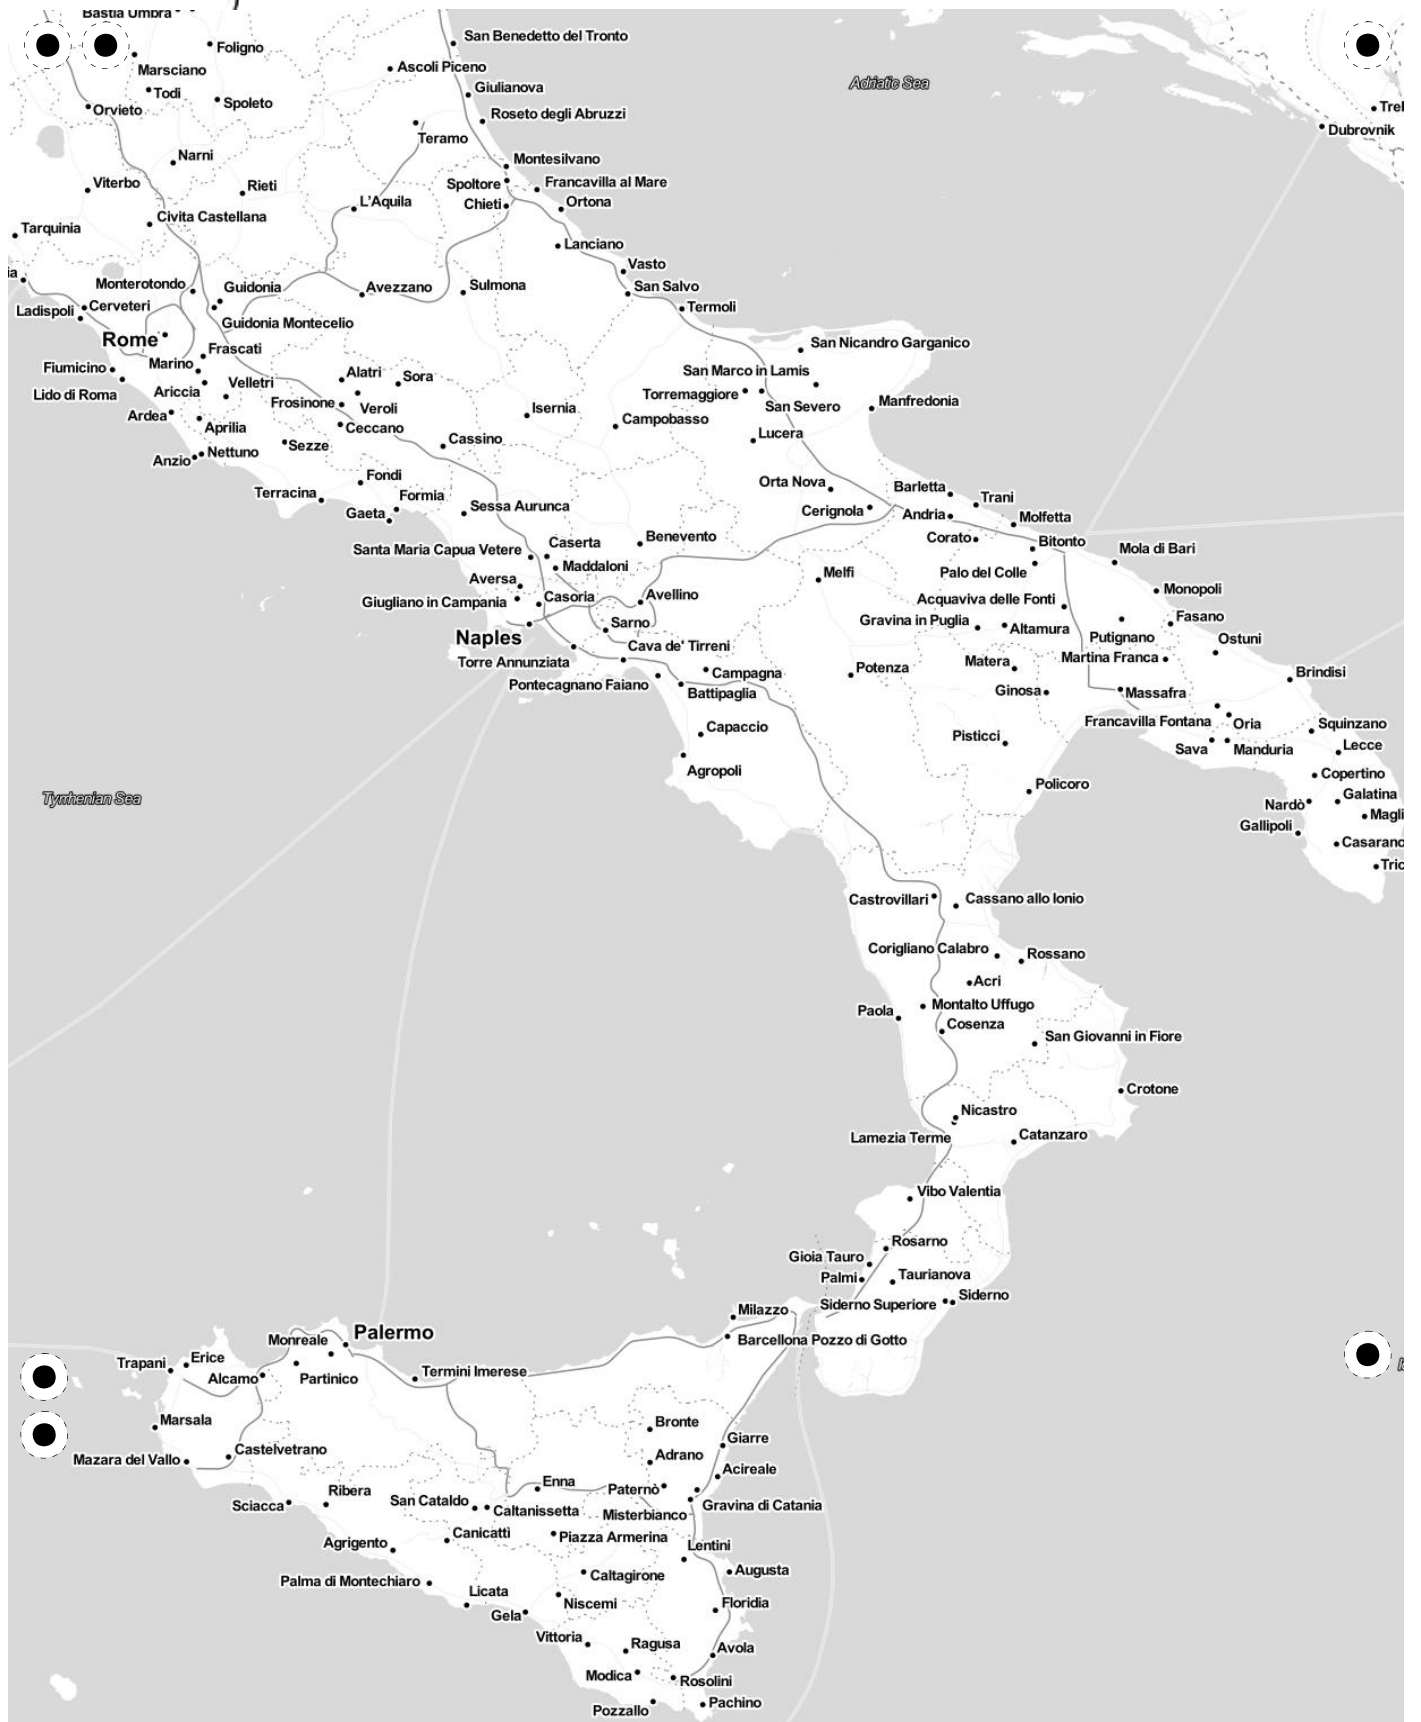 Bastia Umbra
San Benedetto del Tronto
Foligno
Ascoli Piceno
Marsciano
Adriatic Sea
Giulianova
Todi
Spoleto
Orvieto
Roseto degli Abruzzi
Dubrovnik
Teramo
Narni
Montesilvano
Viterbo
Rieti
Spoltore
Francavilla al Mare
L'Aquila
Chieti
Ortona
Civita Castellana
Tarquinia
Lanciano
Vasto
Monterotondo
Guidonia
Avezzano
Sulmona
San Salvo
Ladispoli
Cerveteri
Termoli
Guidonia Montecelio
Rome
Frascati
San Nicandro Garganico
Fiumicino
Marino
Alatri
Sora
San Marco in Lamis
Lido di Roma
Ariccia
Velletri
Torremaggiore
Frosinone
Veroli
Isernia
San Severo
Manfredonia
Ardea
Aprilia
Ceccano
Campobasso
Lucera
Sezze
Cassino
Anzio
Nettuno
Fondi
Terracina
Formia
Orta Nova
Barletta
Trani
Gaeta
Sessa Aurunca
Cerignola
Andria
Molfetta
Santa Maria Capua Vetere
Caserta
Benevento
Corato
Bitonto
Mola di Bari
Maddaloni
Melfi
Palo del Colle
Aversa
Monopoli
Giugliano in Campania
Casoria
Avellino
Acquaviva delle Fonti
Fasano
Naples
Sarno
Gravina in Puglia
Altamura
Putignano
Ostuni
Cava de' Tirreni
Torre Annunziata
Matera
Martina Franca
Campagna
Potenza
Brindisi
Pontecagnano Faiano
Battipaglia
Ginosa
Massafra
Capaccio
Francavilla Fontana
Oria
Squinzano
Pisticci
Sava
Manduria
Lecce
Agropoli
Copertino
Tyrrhenian Sea
Policoro
Nardò
Galatina
Magli
Gallipoli
Casarano
Castrovillari
Cassano allo Ionio
Corigliano Calabro
Rossano
Acri
Paola
Montalto Uffugo
Cosenza
San Giovanni in Fiore
Crotone
Nicastro
Lamezia Terme
Catanzaro
Vibo Valentia
Rosarno
Gioia Tauro
Palmi
Taurianova
Siderno Superiore
Siderno
Milazzo
Palermo
Monreale
Barcellona Pozzo di Gotto
Trapani
Erice
Alcamo
Partinico
Termini Imerese
Marsala
Bronte
Giarre
Castelvetrano
Mazara del Vallo
Adrano
Acireale
Enna
Paternò
Sciacca
Ribera
San Cataldo
Caltanissetta
Gravina di Catania
Misterbianco
Canicattì
Piazza Armerina
Agrigento
Lentini
Palma di Montechiaro
Caltagirone
Augusta
Licata
Niscemi
Floridia
Gela
Vittoria
Ragusa
Avola
Modica
Rosolini
Pozzallo
Pachino